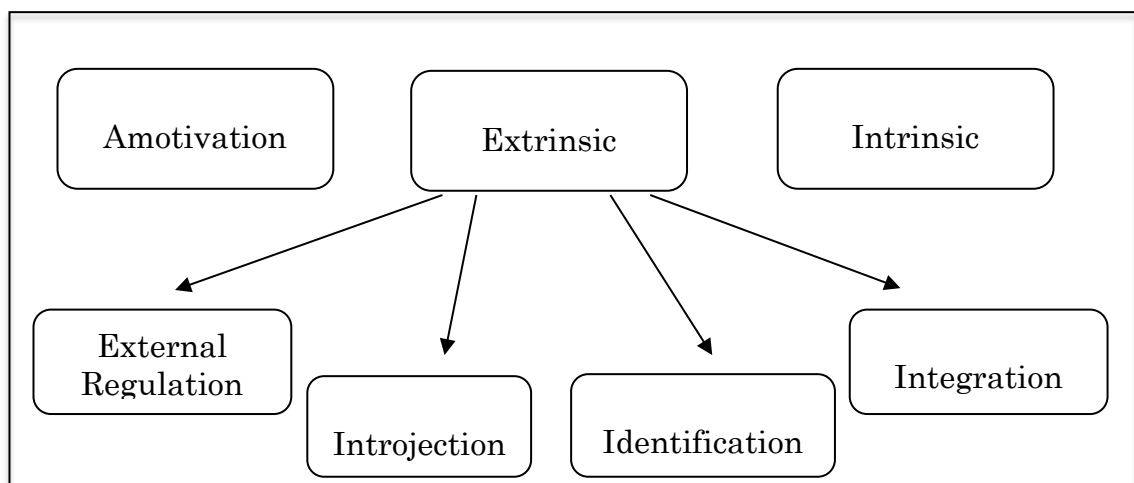 Amotivation
Extrinsic
Intrinsic
External
Regulation
Introjection
Identification
Integration